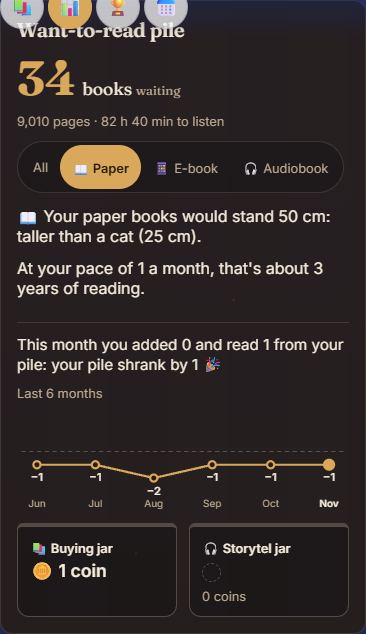 Want-to-read pile
34 books waiting
9,010 pages · 82 h 40 min to listen
All Paper E-book Audiobook
Your paper books would stand 50 cm:
taller than a cat (25 cm).
At your pace of 1 a month, that's about 3
years of reading.
This month you added 0 and read 1 from your
pile: your pile shrank by 1
Last 6 months
−1 −1 −2 −1 −1 −1
Jun Jul Aug Sep Oct Nov
Buying jar
1 coin
Storytel jar
0 coins